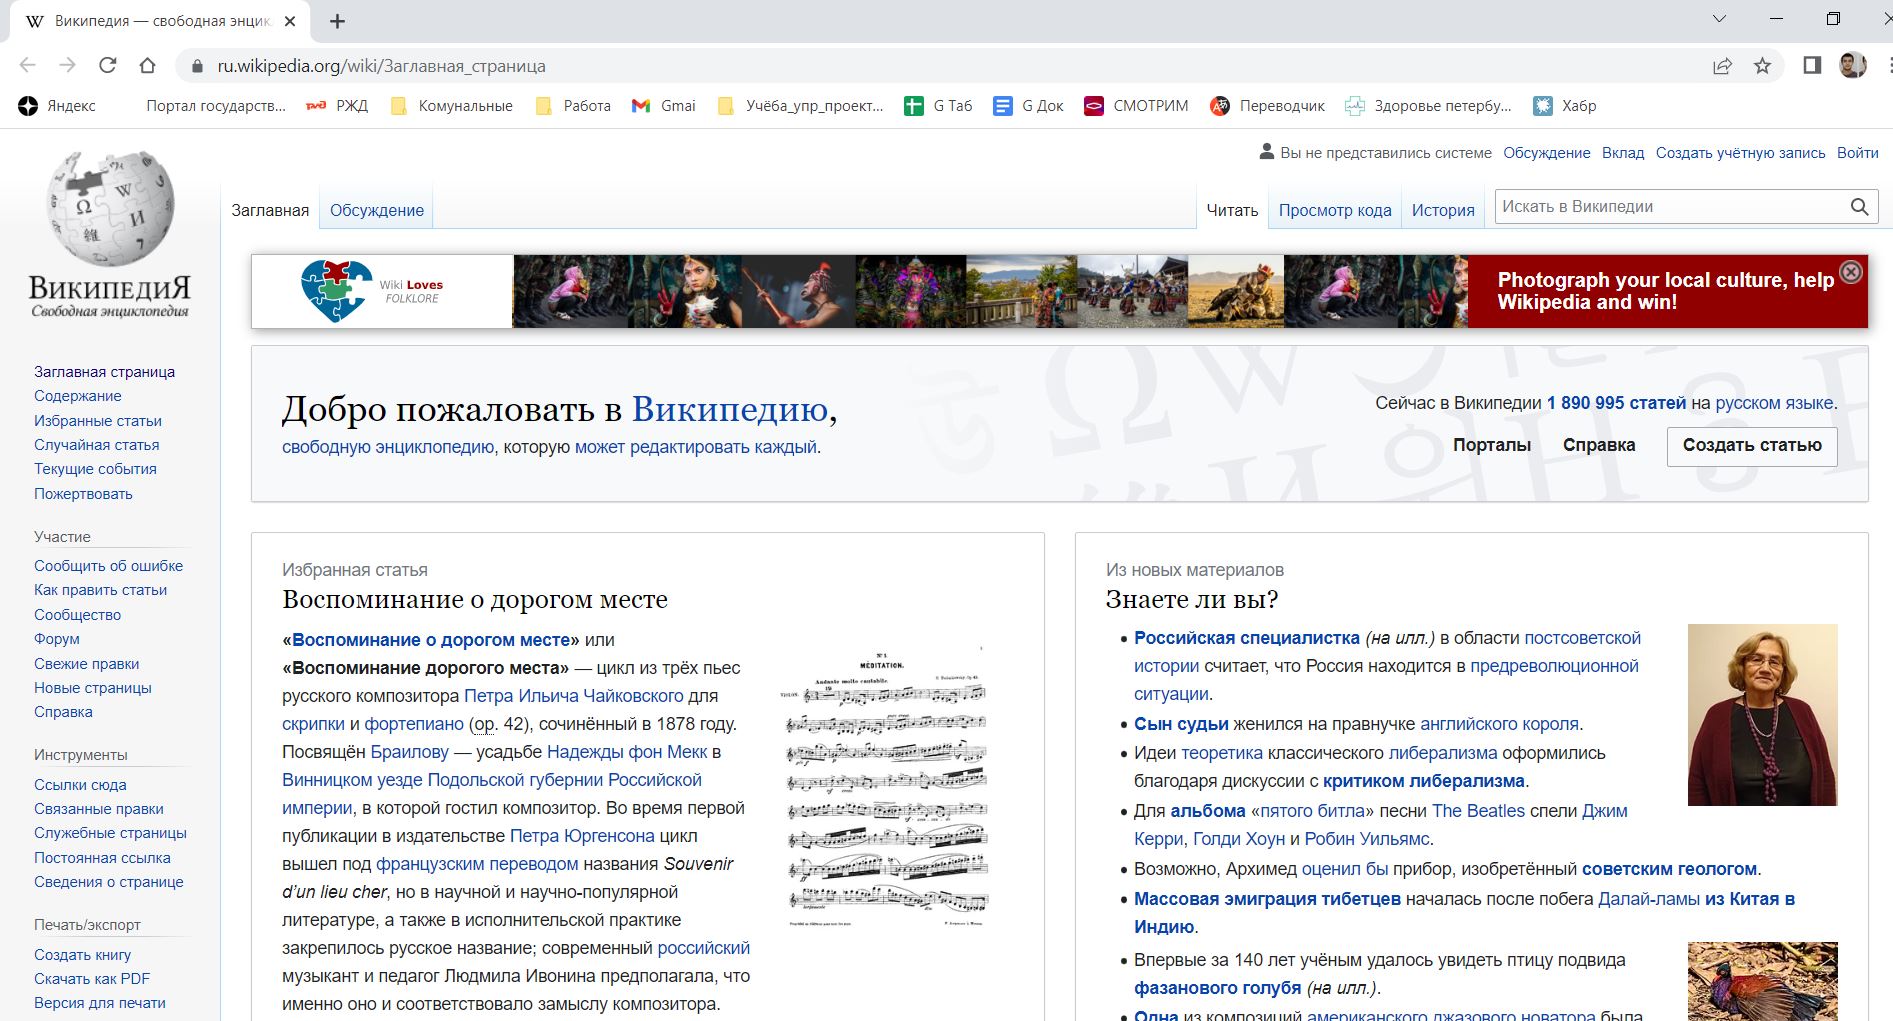 Википедия — свободная энцик
ru.wikipedia.org/wiki/Заглавная_страница
Яндекс
Портал государств...
РЖД
Комунальные
Работа
Gmai
Учёба_упр_проект...
G Таб
G Док
СМОТРИМ
Переводчик
Здоровье петербу...
Хабр
Вы не представились системе Обсуждение Вклад Создать учётную запись Войти
ВикипедиЯ
Свободная энциклопедия
Заглавная Обсуждение
Читать Просмотр кода История
Искать в Википедии
Wiki Loves
FOLKLORE
Photograph your local culture, help
Wikipedia and win!
Заглавная страница
Содержание
Избранные статьи
Случайная статья
Текущие события
Пожертвовать
Участие
Сообщить об ошибке
Как править статьи
Сообщество
Форум
Свежие правки
Новые страницы
Справка
Инструменты
Ссылки сюда
Связанные правки
Служебные страницы
Постоянная ссылка
Сведения о странице
Печать/экспорт
Создать книгу
Скачать как PDF
Версия для печати
Добро пожаловать в Википедию,
свободную энциклопедию, которую может редактировать каждый.
Сейчас в Википедии 1 890 995 статей на русском языке.
Порталы Справка Создать статью
Избранная статья
Воспоминание о дорогом месте
«Воспоминание о дорогом месте» или
«Воспоминание дорогого места» — цикл из трёх пьес
русского композитора Петра Ильича Чайковского для
скрипки и фортепиано (op. 42), сочинённый в 1878 году.
Посвящён Браилову — усадьбе Надежды фон Мекк в
Винницком уезде Подольской губернии Российской
империи, в которой гостил композитор. Во время первой
публикации в издательстве Петра Юргенсона цикл
вышел под французским переводом названия Souvenir
d'un lieu cher, но в научной и научно-популярной
литературе, а также в исполнительской практике
закрепилось русское название; современный российский
музыкант и педагог Людмила Ивонина предполагала, что
именно оно и соответствовало замыслу композитора.
MÉDITATION.
Andante molto cantabile.
Из новых материалов
Знаете ли вы?
Российская специалистка (на илл.) в области постсоветской
истории считает, что Россия находится в предреволюционной
ситуации.
Сын судьи женился на правнучке английского короля.
Идеи теоретика классического либерализма оформились
благодаря дискуссии с критиком либерализма.
Для альбома «пятого битла» песни The Beatles спели Джим
Керри, Голди Хоун и Робин Уильямс.
Возможно, Архимед оценил бы прибор, изобретённый советским геологом.
Массовая эмиграция тибетцев началась после побега Далай-ламы из Китая в
Индию.
Впервые за 140 лет учёным удалось увидеть птицу подвида
фазанового голубя (на илл.).
Одна из композиций американского джазового новатора была